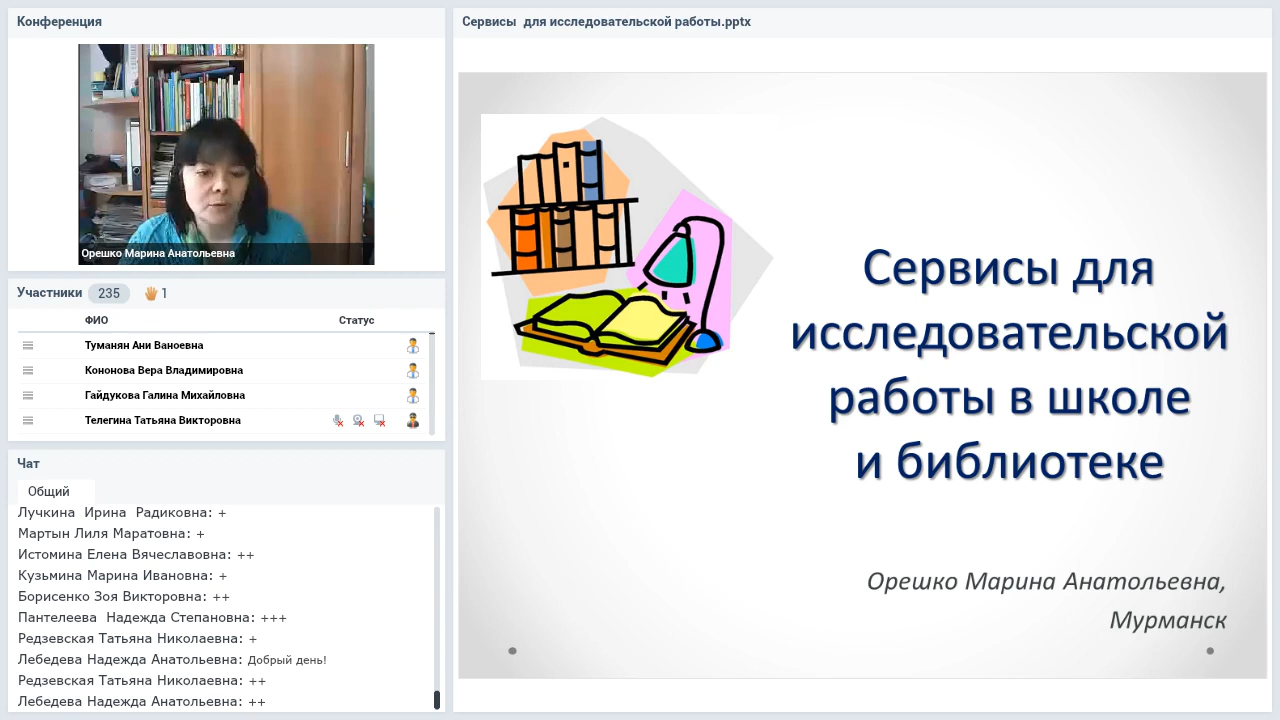 Конференция
Орешко Марина Анатольевна
Участники 235 1
ФИО Статус
Туманян Ани Ваноевна
Кононова Вера Владимировна
Гайдукова Галина Михайловна
Телегина Татьяна Викторовна
Чат
Общий
Лучкина Ирина Радиковна: +
Мартын Лиля Маратовна: +
Истомина Елена Вячеславовна: ++
Кузьмина Марина Ивановна: +
Борисенко Зоя Викторовна: ++
Пантелеева Надежда Степановна: +++
Редзевская Татьяна Николаевна: +
Лебедева Надежда Анатольевна: Добрый день!
Редзевская Татьяна Николаевна: ++
Лебедева Надежда Анатольевна: ++
Сервисы для исследовательской работы.pptx
Сервисы для
исследовательской
работы в школе
и библиотеке
Орешко Марина Анатольевна,
Мурманск